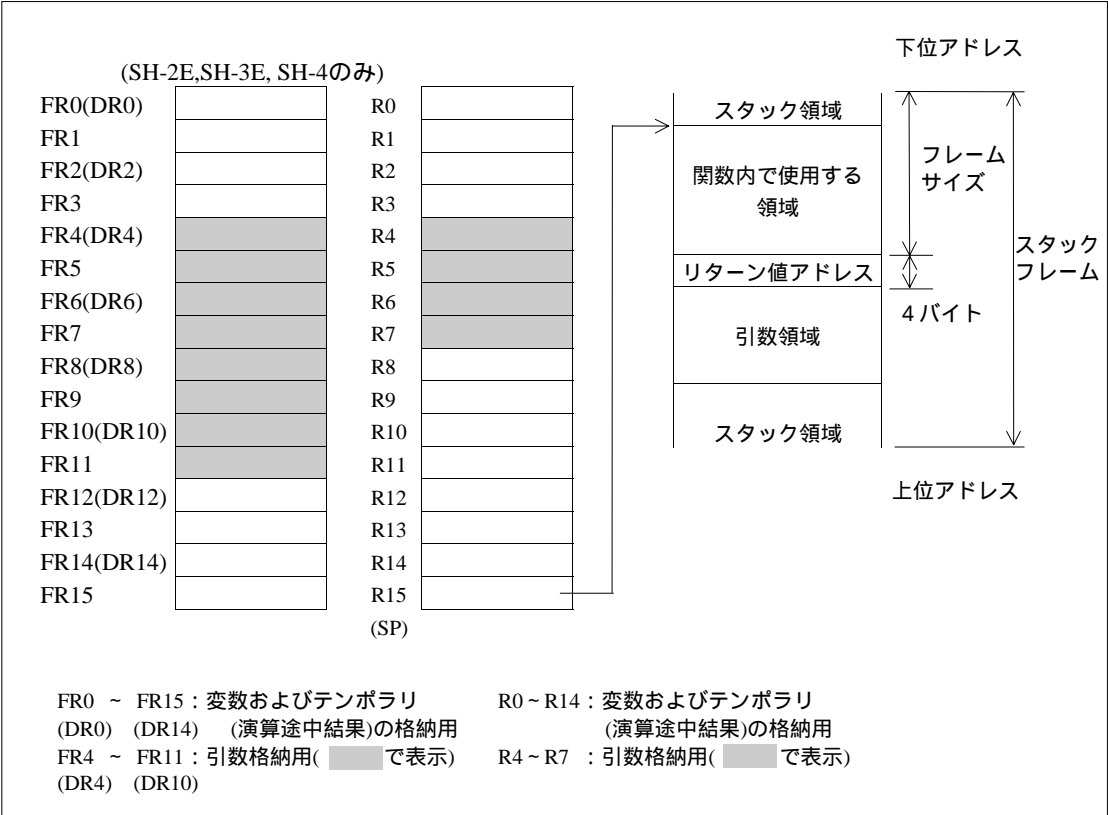 (SH-2E,SH-3E, SH-4のみ)
FR0(DR0)
FR1
FR2(DR2)
FR3
FR4(DR4)
FR5
FR6(DR6)
FR7
FR8(DR8)
FR9
FR10(DR10)
FR11
FR12(DR12)
FR13
FR14(DR14)
FR15
R0
R1
R2
R3
R4
R5
R6
R7
R8
R9
R10
R11
R12
R13
R14
R15
(SP)
下位アドレス
スタック領域
関数内で使用する
領域
リターン値アドレス
引数領域
スタック領域
フレーム
サイズ
4バイト
スタック
フレーム
上位アドレス
FR0 ~ FR15:変数およびテンポラリ
(DR0) (DR14) (演算途中結果)の格納用
FR4 ~ FR11:引数格納用( で表示)
(DR4) (DR10)
R0~R14:変数およびテンポラリ
(演算途中結果)の格納用
R4~R7 :引数格納用( で表示)